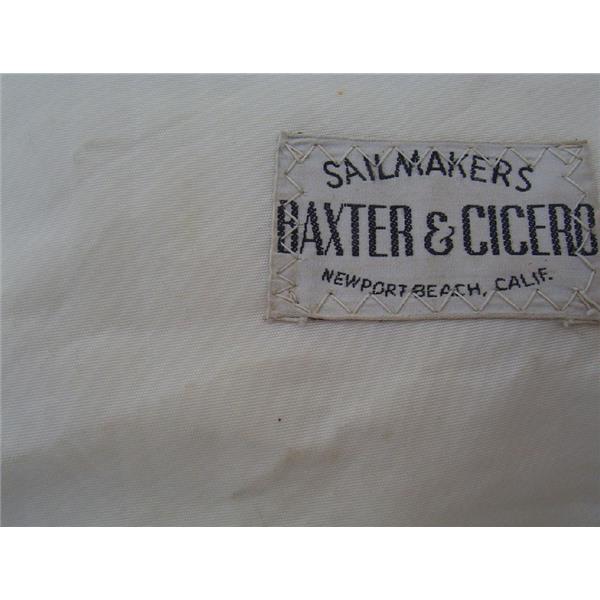 SAILMAKERS
BAXTER & CICERO
NEWPORT BEACH, CALIF.